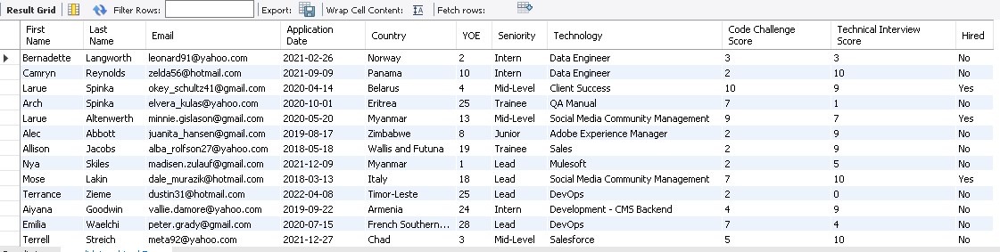 Result Grid Filter Rows: Export: Wrap Cell Content: Fetch rows:
First Name Last Name Email Application Date Country YOE Seniority Technology Code Challenge Score Technical Interview Score Hired
Bernadette Langworth leonard91@yahoo.com 2021-02-26 Norway 2 Intern Data Engineer 3 3 No
Camryn Reynolds zelda56@hotmail.com 2021-09-09 Panama 10 Intern Data Engineer 2 10 No
Larue Spinka okey_schultz41@gmail.com 2020-04-14 Belarus 4 Mid-Level Client Success 10 9 Yes
Arch Spinka elvera_kulas@yahoo.com 2020-10-01 Eritrea 25 Trainee QA Manual 7 1 No
Larue Altenwerth minnie.gislason@gmail.com 2020-05-20 Myanmar 13 Mid-Level Social Media Community Management 9 7 Yes
Alec Abbott juanita_hansen@gmail.com 2019-08-17 Zimbabwe 8 Junior Adobe Experience Manager 2 9 No
Allison Jacobs alba_rolfson27@yahoo.com 2018-05-18 Wallis and Futuna 19 Trainee Sales 2 9 No
Nya Skiles madisen.zulauf@gmail.com 2021-12-09 Myanmar 1 Lead Mulesoft 2 5 No
Mose Lakin dale_murazik@hotmail.com 2018-03-13 Italy 18 Lead Social Media Community Management 7 10 Yes
Terrance Zieme dustin31@hotmail.com 2022-04-08 Timor-Leste 25 Lead DevOps 2 0 No
Aiyana Goodwin vallie.damore@yahoo.com 2019-09-22 Armenia 24 Intern Development - CMS Backend 4 9 No
Emilia Waelchi peter.grady@gmail.com 2020-07-15 French Southern... 28 Lead DevOps 7 4 No
Terrell Streich meta92@yahoo.com 2021-12-27 Chad 3 Mid-Level Salesforce 5 10 No